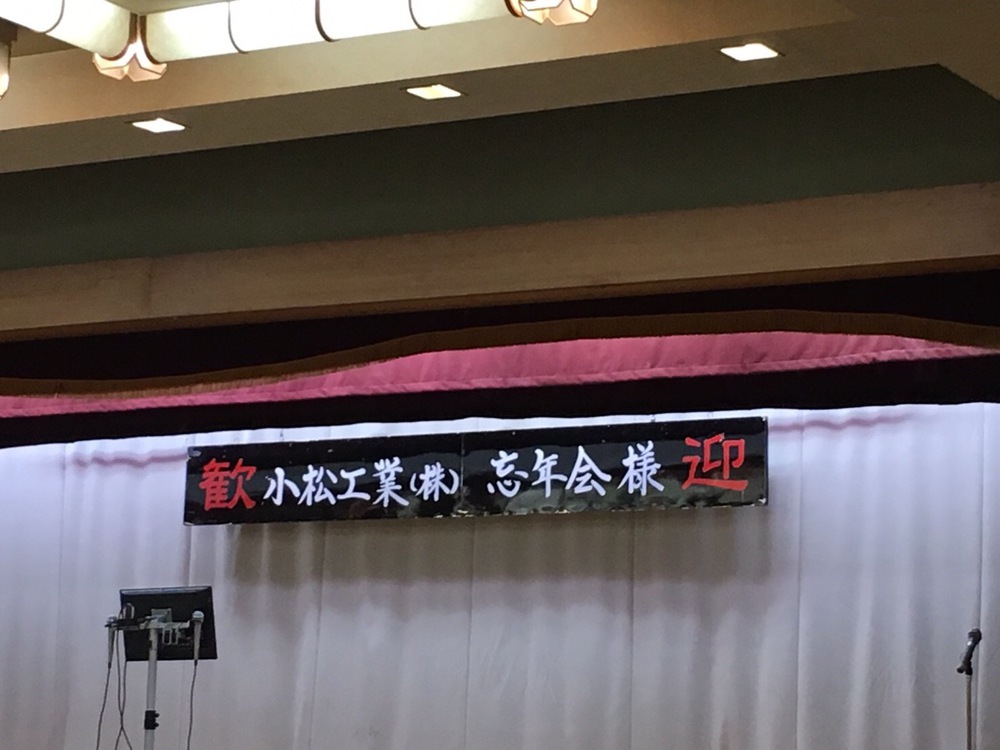 歓 小松工業(株) 忘年会 様 迎